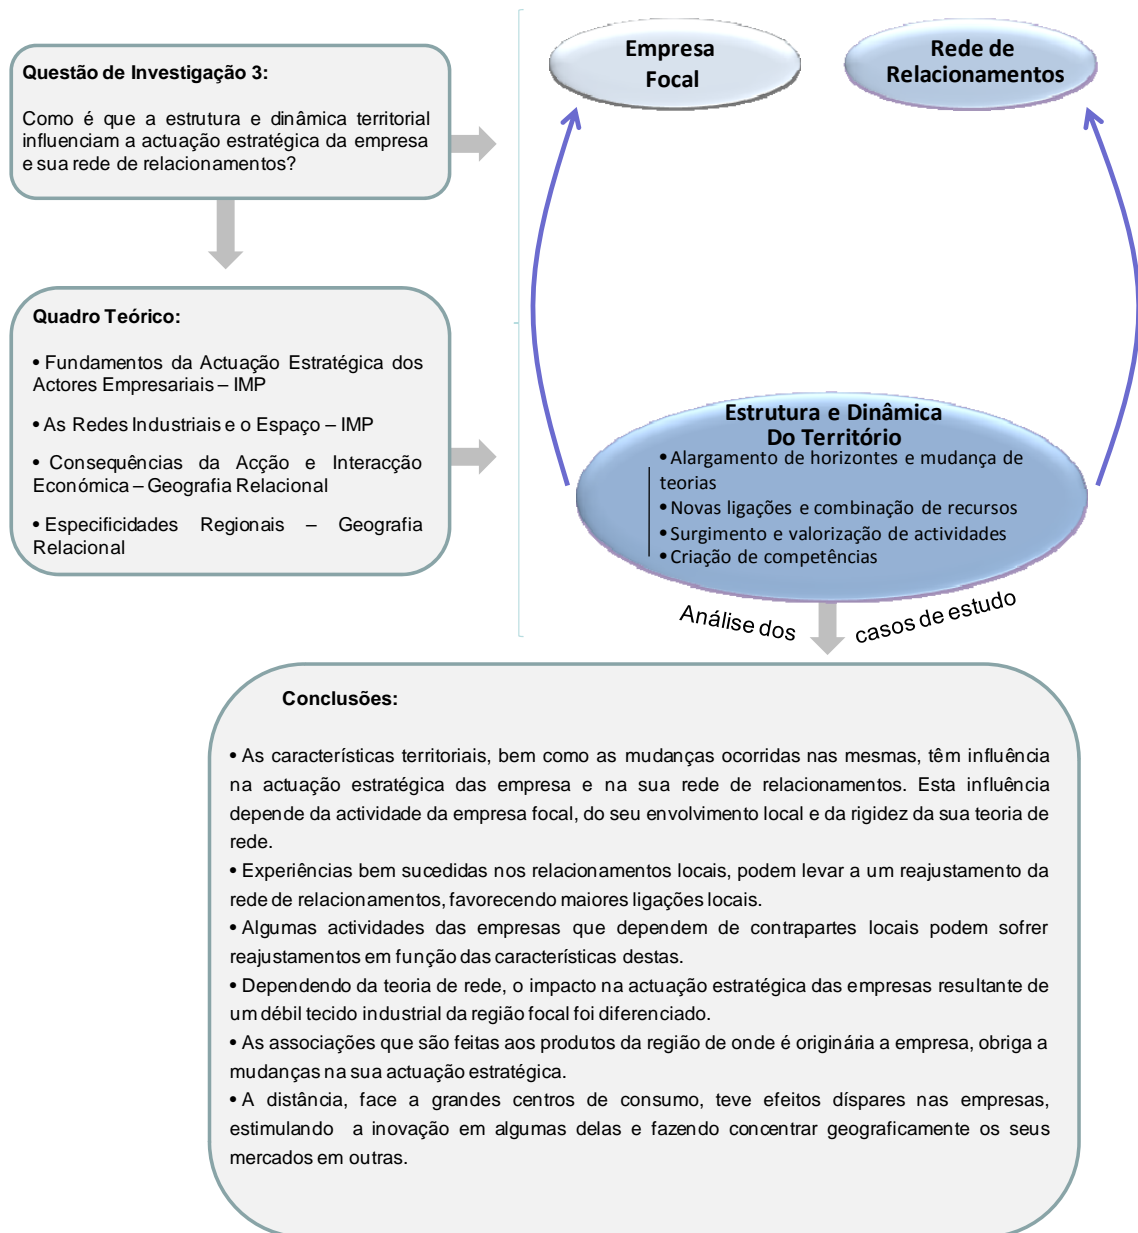 Questão de Investigação 3:
Como é que a estrutura e dinâmica territorial
influenciam a actuação estratégica da empresa
e sua rede de relacionamentos?
Empresa
Focal
Rede de
Relacionamentos
Quadro Teórico:
• Fundamentos da Actuação Estratégica dos
Actores Empresariais – IMP
• As Redes Industriais e o Espaço – IMP
• Consequências da Acção e Interacção
Económica – Geografia Relacional
• Especificidades Regionais – Geografia
Relacional
Estrutura e Dinâmica
Do Território
• Alargamento de horizontes e mudança de
teorias
• Novas ligações e combinação de recursos
• Surgimento e valorização de actividades
• Criação de competências
Análise dos casos de estudo
Conclusões:
• As características territoriais, bem como as mudanças ocorridas nas mesmas, têm influência
na actuação estratégica das empresa e na sua rede de relacionamentos. Esta influência
depende da actividade da empresa focal, do seu envolvimento local e da rigidez da sua teoria de
rede.
• Experiências bem sucedidas nos relacionamentos locais, podem levar a um reajustamento da
rede de relacionamentos, favorecendo maiores ligações locais.
• Algumas actividades das empresas que dependem de contrapartes locais podem sofrer
reajustamentos em função das características destas.
• Dependendo da teoria de rede, o impacto na actuação estratégica das empresas resultante de
um débil tecido industrial da região focal foi diferenciado.
• As associações que são feitas aos produtos da região de onde é originária a empresa, obriga a
mudanças na sua actuação estratégica.
• A distância, face a grandes centros de consumo, teve efeitos díspares nas empresas,
estimulando a inovação em algumas delas e fazendo concentrar geograficamente os seus
mercados em outras.